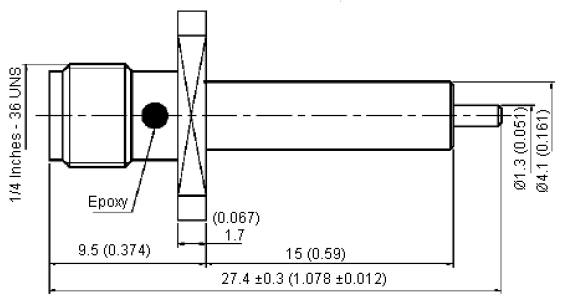 1/4 Inches - 36 UNS
Epoxy
(0.067)
1.7
9.5 (0.374)
15 (0.59)
27.4 ±0.3 (1.078 ±0.012)
Ø1.3 (0.051)
Ø4.1 (0.161)